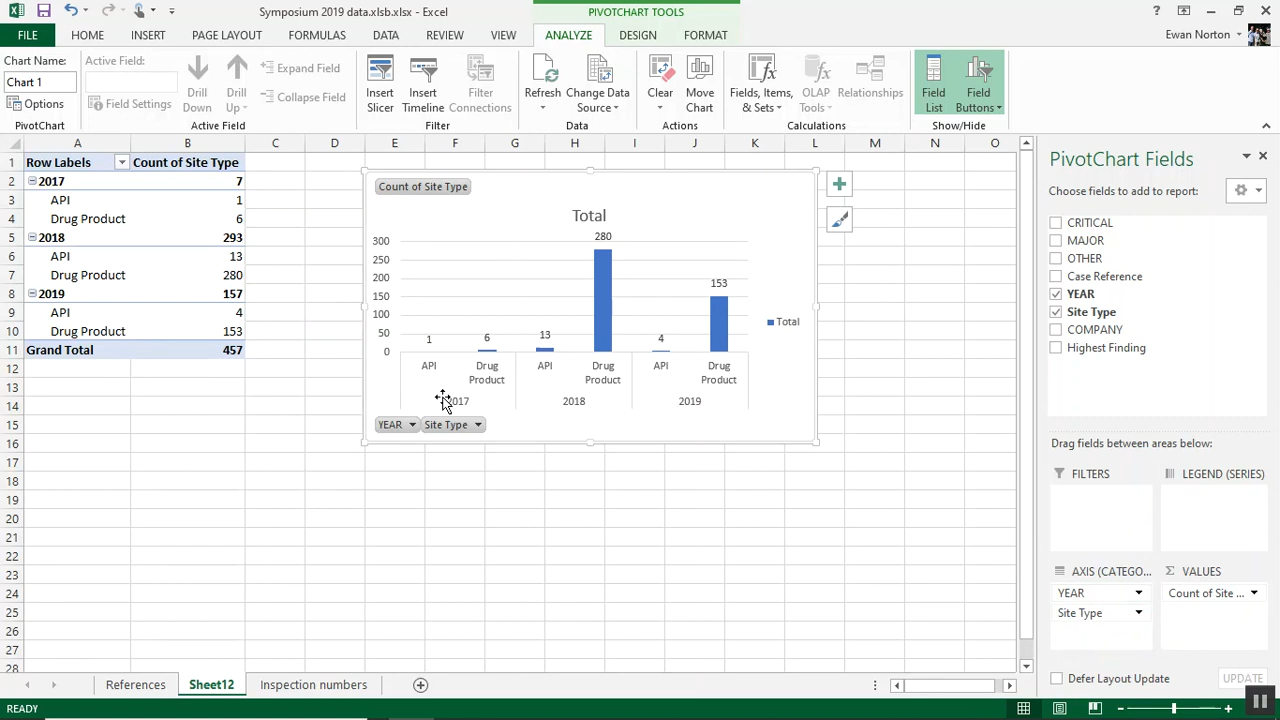 Symposium 2019 data.xlsb.xlsx - Excel
PIVOTCHART TOOLS
?
FILE
HOME
INSERT
PAGE LAYOUT
FORMULAS
DATA
REVIEW
VIEW
ANALYZE
DESIGN
FORMAT
Ewan Norton
Chart Name:
Chart 1
Options
PivotChart
Active Field:
Field Settings
Drill Down
Drill Up
Expand Field
Collapse Field
Active Field
Insert Slicer
Insert Timeline
Filter Connections
Filter
Refresh
Change Data Source
Data
Clear
Move Chart
Actions
Fields, Items, & Sets
OLAP Tools
Relationships
Calculations
Field List
Field Buttons
Show/Hide
A B C D E F G H I J K L M N O
1 Row Labels Count of Site Type
2 2017 7
3 API 1
4 Drug Product 6
5 2018 293
6 API 13
7 Drug Product 280
8 2019 157
9 API 4
10 Drug Product 153
11 Grand Total 457
12
13
14
15
16
17
18
19
20
21
22
23
24
25
26
27
28
Count of Site Type
Total
300
250
200
150
100
50
0
1 6 13 280 4 153
API Drug Product API Drug Product API Drug Product
2017 2018 2019
Total
YEAR Site Type
PivotChart Fields
Choose fields to add to report:
CRITICAL
MAJOR
OTHER
Case Reference
YEAR
Site Type
COMPANY
Highest Finding
Drag fields between areas below:
FILTERS
LEGEND (SERIES)
AXIS (CATEGO...
VALUES
YEAR
Site Type
Count of Site ...
Defer Layout Update
UPDATE
References
Sheet12
Inspection numbers
READY